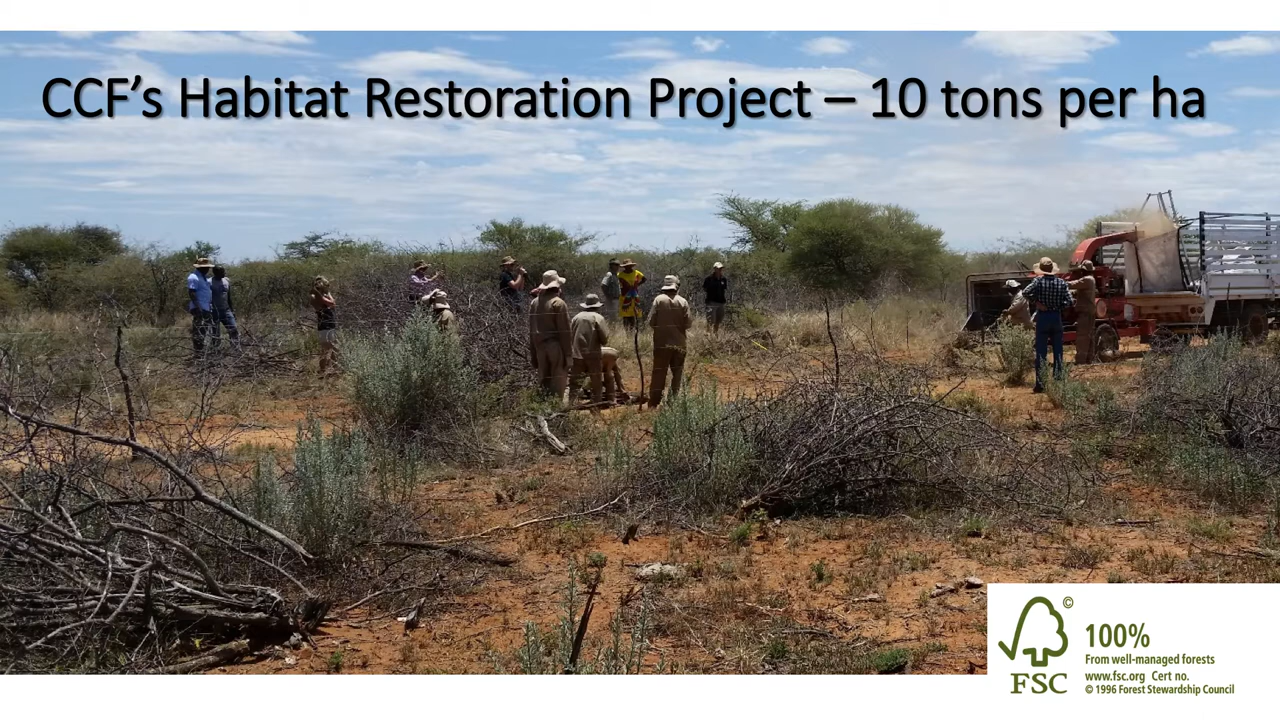 CCF’s Habitat Restoration Project – 10 tons per ha
©
100%
From well-managed forests
FSC
www.fsc.org Cert no.
© 1996 Forest Stewardship Council